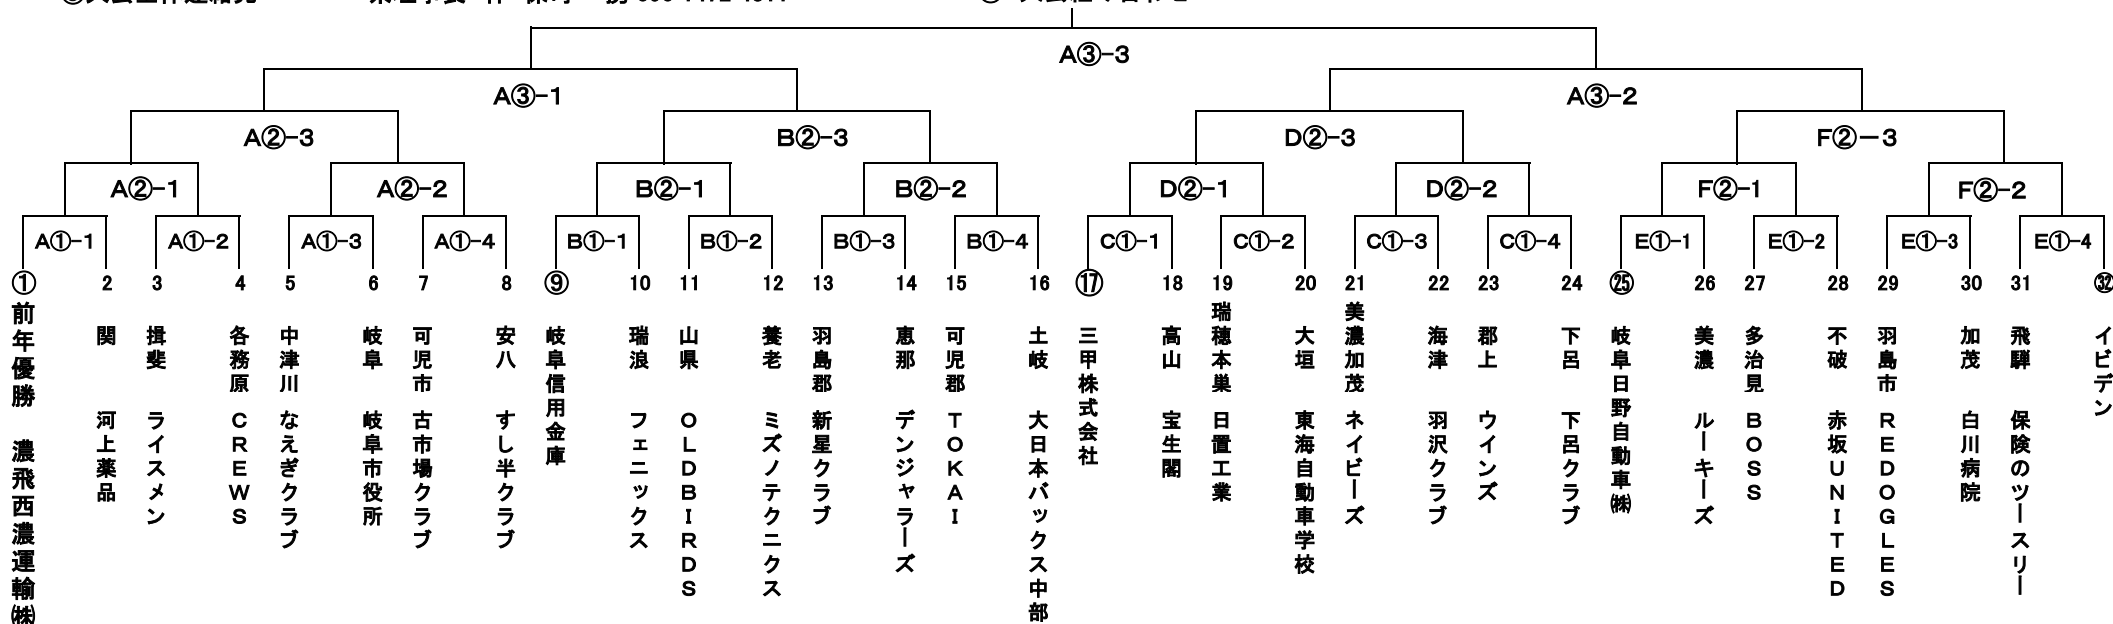 A③-3
A③-1
A③-2
A②-3
B②-3
D②-3
F②－3
A②-1
A②-2
B②-1
B②-2
D②-1
D②-2
F②-1
F②-2
A①-1
A①-2
A①-3
A①-4
B①-1
B①-2
B①-3
B①-4
C①-1
C①-2
C①-3
C①-4
E①-1
E①-2
E①-3
E①-4
① 前年優勝 濃飛西濃運輸㈱
2 関 河上薬品
3 揖斐 ライスメン
4 各務原 CREWS
5 中津川 なえぎクラブ
6 岐阜 岐阜市役所
7 可児市 古市場クラブ
8 安八 すし半クラブ
⑨ 岐阜信用金庫
10 瑞浪 フェニックス
11 山県 OLDBIRDS
12 養老 ミズノテクニクス
13 羽島郡 新星クラブ
14 恵那 デンジャラーズ
15 可児郡 TOKAI
16 土岐 大日本バックス中部
⑰ 三甲株式会社
18 高山 宝生閣
19 瑞穂本巣 日置工業
20 大垣 東海自動車学校
21 美濃加茂 ネイビーズ
22 海津 羽沢クラブ
23 郡上 ウインズ
24 下呂 下呂クラブ
㉕ 岐阜日野自動車㈱
26 美濃 ルーキーズ
27 多治見 BOSS
28 不破 赤坂UNITED
29 羽島市 REDOGLES
30 加茂 白川病院
31 飛騨 保険のツースリー
㉜ イビデン